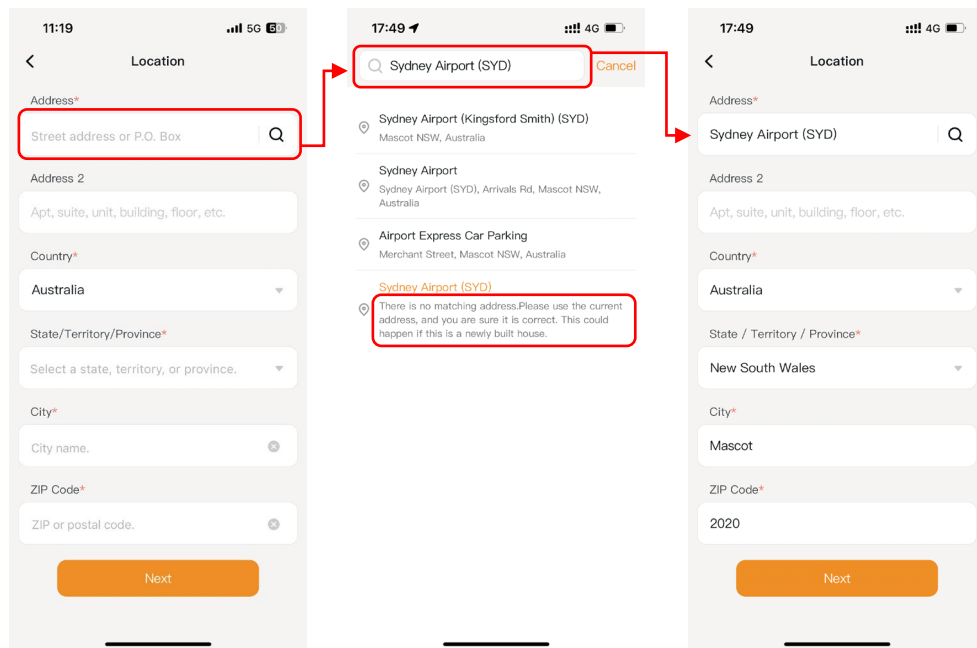 11:19
5G 50
Location
Address*
Street address or P.O. Box
Address 2
Apt, suite, unit, building, floor, etc.
Country*
Australia
State/Territory/Province*
Select a state, territory, or province.
City*
City name.
ZIP Code*
ZIP or postal code.
Next
17:49
4G
Sydney Airport (SYD)
Cancel
Sydney Airport (Kingsford Smith) (SYD)
Mascot NSW, Australia
Sydney Airport
Sydney Airport (SYD), Arrivals Rd, Mascot NSW,
Australia
Airport Express Car Parking
Merchant Street, Mascot NSW, Australia
Sydney Airport (SYD)
There is no matching address.Please use the current
address, and you are sure it is correct. This could
happen if this is a newly built house.
17:49
4G
Location
Address*
Sydney Airport (SYD)
Address 2
Apt, suite, unit, building, floor, etc.
Country*
Australia
State / Territory / Province*
New South Wales
City*
Mascot
ZIP Code*
2020
Next